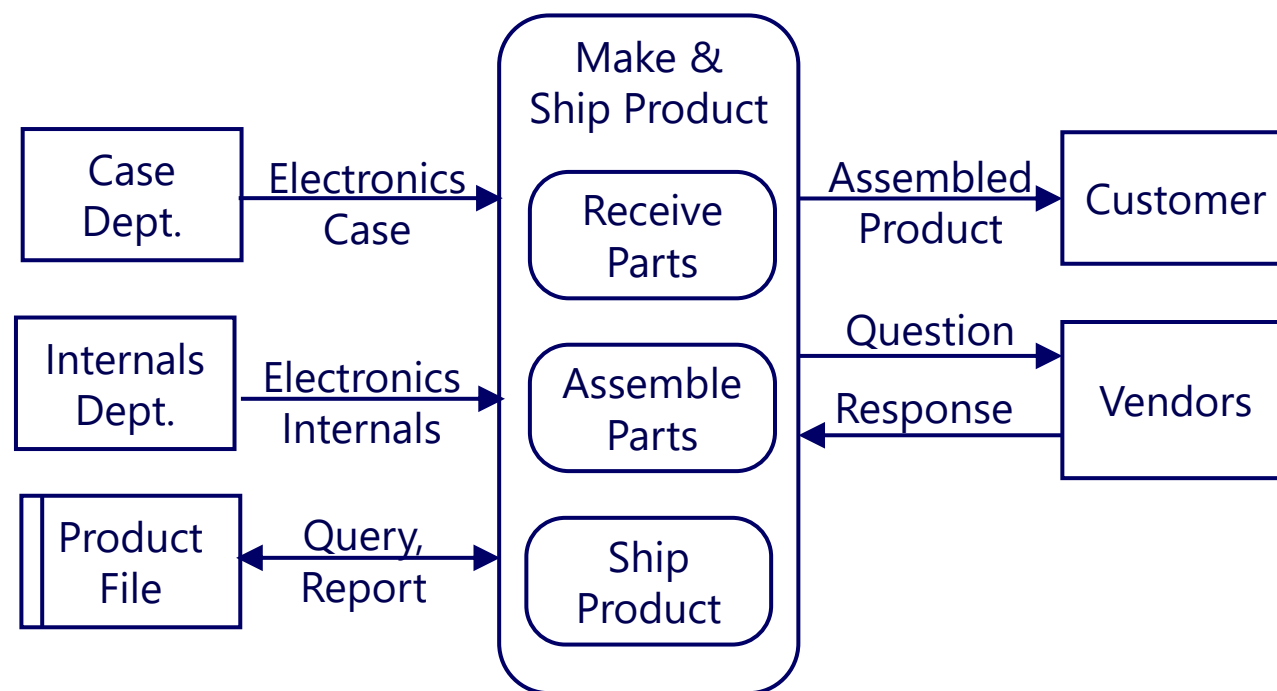 Make &
Ship Product
Case
Dept.
Electronics
Case
Receive
Parts
Assembled
Product
Customer
Internals
Dept.
Electronics
Internals
Assemble
Parts
Question
Response
Vendors
Product
File
Query,
Report
Ship
Product